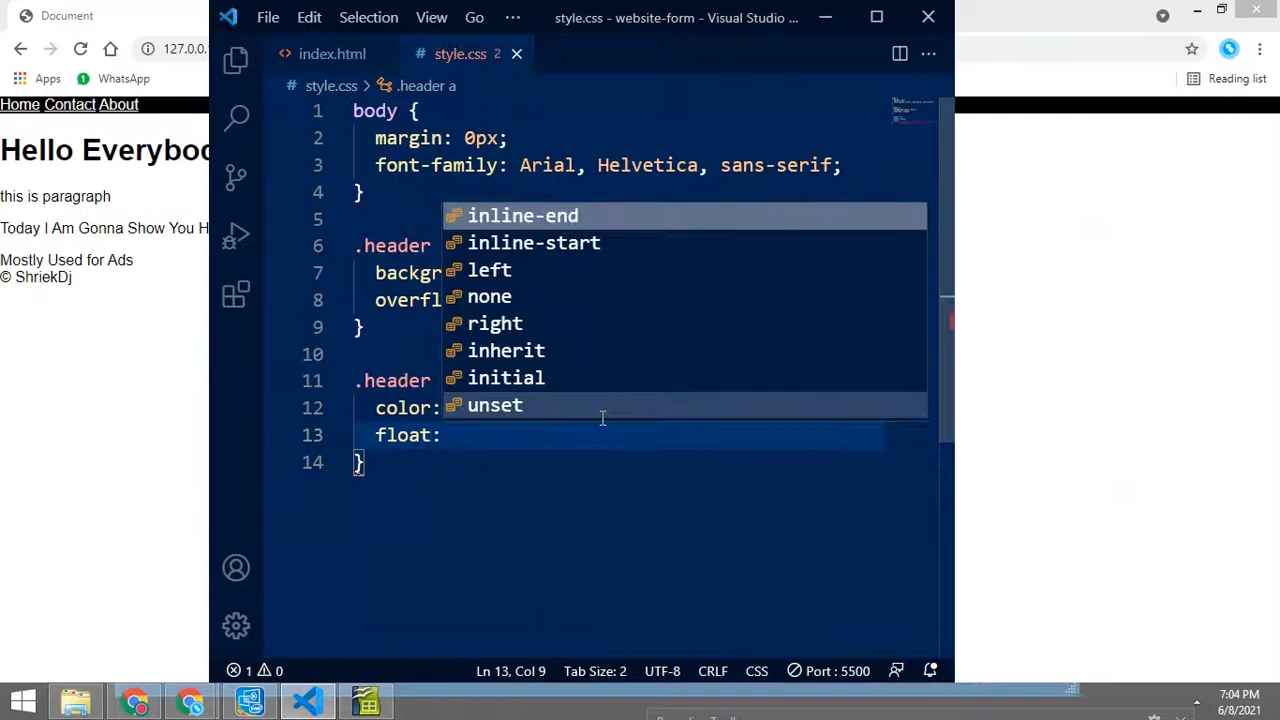 Document
File Edit Selection View Go ··· style.css - website-form - Visual Studio ...
127.0.0.
index.html
# style.css 2
Apps WhatsApp
Reading list
# style.css > .header a
Home Contact About
Hello Everybod
this is paragraph
Today I Am Gonna Show You H
Mostly Used for Ads
© ShriekDj
1 body {
2 margin: 0px;
3 font-family: Arial, Helvetica, sans-serif;
4 }
5
6 .header
7 backgr
8 overfl
9 }
10
11 .header
12 color:
13 float:
14 }
inline-end
inline-start
left
none
right
inherit
initial
unset
1 0 Ln 13, Col 9 Tab Size: 2 UTF-8 CRLF CSS Port : 5500
7:04 PM
6/8/2021